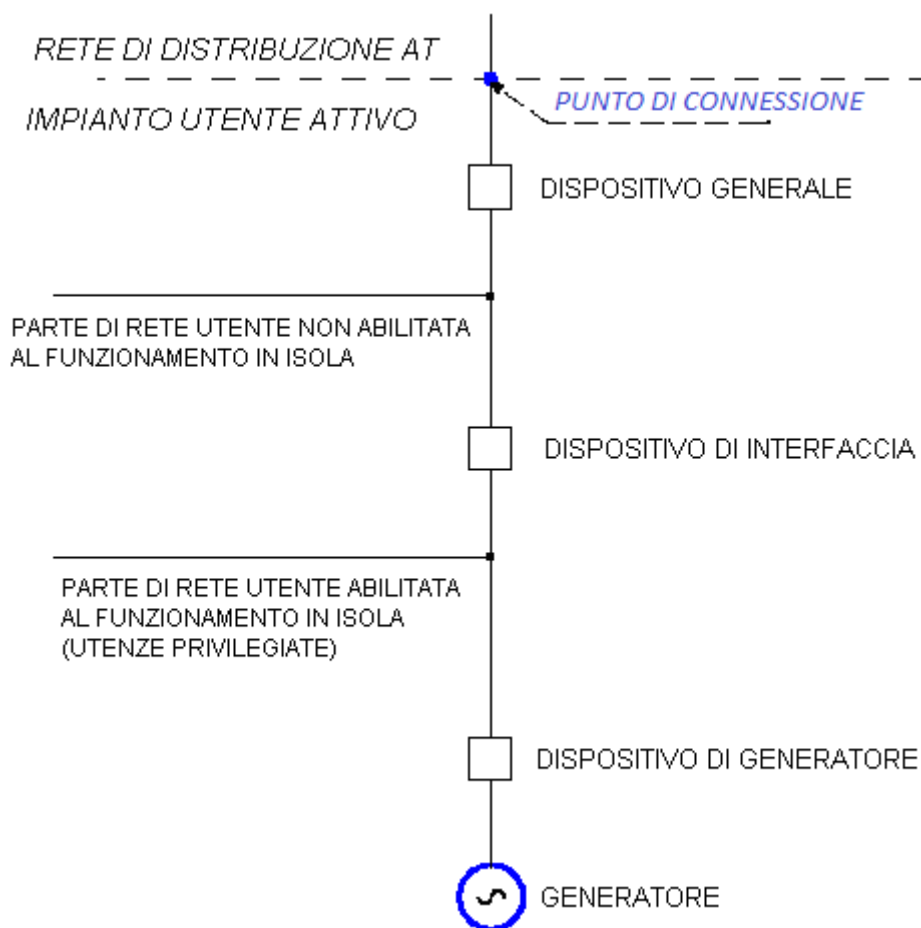 RETE DI DISTRIBUZIONE AT
PUNTO DI CONNESSIONE
IMPIANTO UTENTE ATTIVO
DISPOSITIVO GENERALE
PARTE DI RETE UTENTE NON ABILITATA
AL FUNZIONAMENTO IN ISOLA
DISPOSITIVO DI INTERFACCIA
PARTE DI RETE UTENTE ABILITATA
AL FUNZIONAMENTO IN ISOLA
(UTENZE PRIVILEGIATE)
DISPOSITIVO DI GENERATORE
GENERATORE